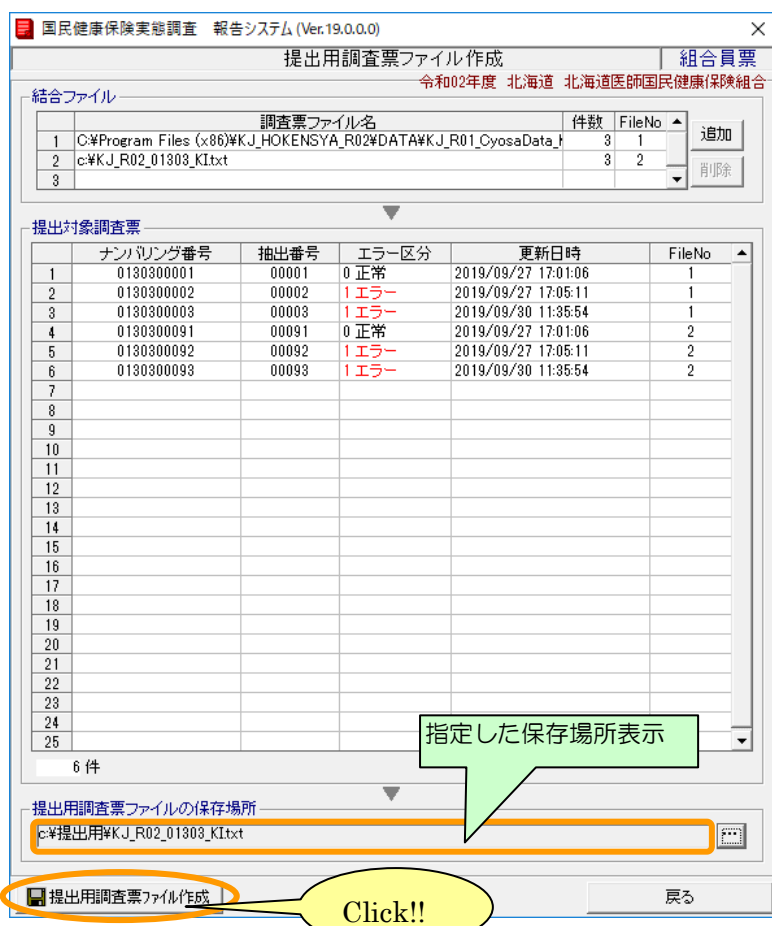 国民健康保険実態調査 報告システム (Ver.19.0.0.0)
提出用調査票ファイル作成 組合員票
令和02年度 北海道 北海道医師国民健康保険組合
結合ファイル
調査票ファイル名 件数 FileNo
1 C:¥Program Files (x86)¥KJ_HOKENSYA_R02¥DATA¥KJ_R01_CyosaData_ 3 1
2 c:¥KJ_R02_01303_KI.txt 3 2
3
追加
削除
提出対象調査票
ナンバリング番号 抽出番号 エラー区分 更新日時 FileNo
1 0130300001 00001 0 正常 2019/09/27 17:01:06 1
2 0130300002 00002 1 エラー 2019/09/27 17:05:11 1
3 0130300003 00003 1 エラー 2019/09/30 11:35:54 1
4 0130300091 00091 0 正常 2019/09/27 17:01:06 2
5 0130300092 00092 1 エラー 2019/09/27 17:05:11 2
6 0130300093 00093 1 エラー 2019/09/30 11:35:54 2
7
8
9
10
11
12
13
14
15
16
17
18
19
20
21
22
23
24
25
指定した保存場所表示
6 件
提出用調査票ファイルの保存場所
c:¥提出用¥KJ_R02_01303_KI.txt
...
提出用調査票ファイル作成
Click!!
戻る